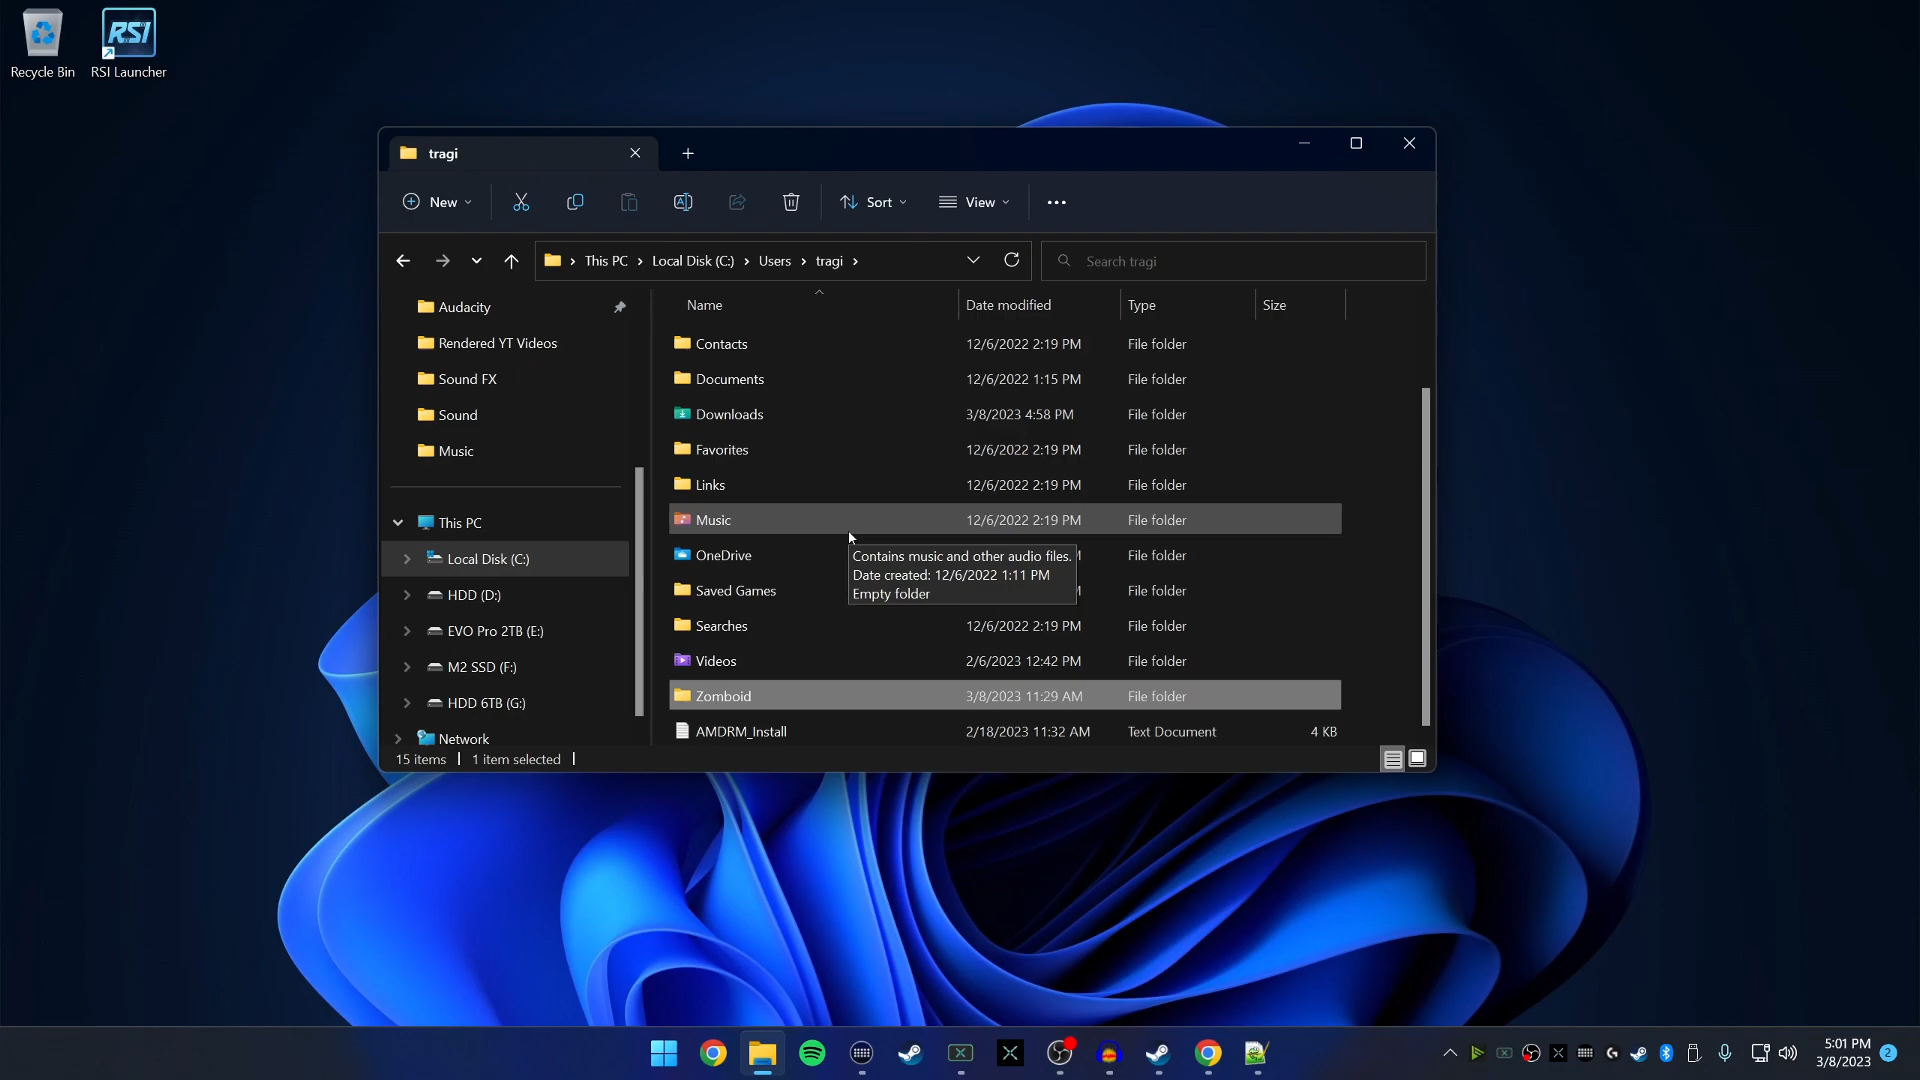 RSI
Recycle Bin
RSI Launcher
tragi
New
Sort
View
This PC > Local Disk (C:) > Users > tragi >
Search tragi
Audacity
Rendered YT Videos
Sound FX
Sound
Music
This PC
Local Disk (C:)
HDD (D:)
EVO Pro 2TB (E:)
M2 SSD (F:)
HDD 6TB (G:)
Network
Name Date modified Type Size
Contacts 12/6/2022 2:19 PM File folder
Documents 12/6/2022 1:15 PM File folder
Downloads 3/8/2023 4:58 PM File folder
Favorites 12/6/2022 2:19 PM File folder
Links 12/6/2022 2:19 PM File folder
Music 12/6/2022 2:19 PM File folder
OneDrive File folder
Saved Games File folder
Searches 12/6/2022 2:19 PM File folder
Videos 2/6/2023 12:42 PM File folder
Zomboid 3/8/2023 11:29 AM File folder
AMDRM_Install 2/18/2023 11:32 AM Text Document 4 KB
Contains music and other audio files.
Date created: 12/6/2022 1:11 PM
Empty folder
15 items
1 item selected
5:01 PM
3/8/2023
2